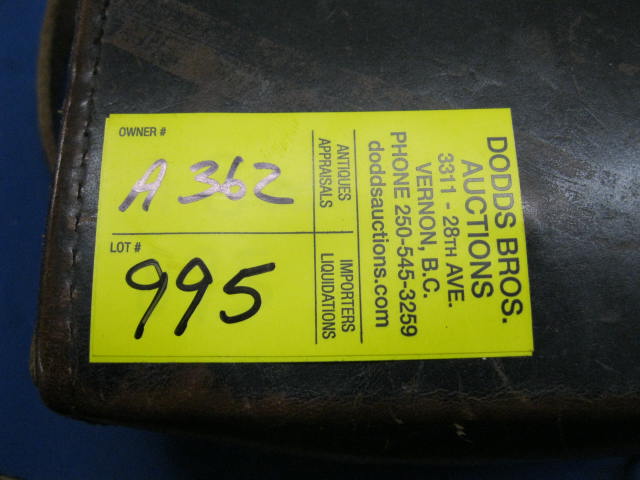 OWNER #
A 362
LOT #
995
ANTIQUES
APPRAISALS
IMPORTERS
LIQUIDATIONS
DODDS BROS.
AUCTIONS
3311 - 28TH AVE.
VERNON, B.C.
PHONE 250-545-3259
doddsauctions.com